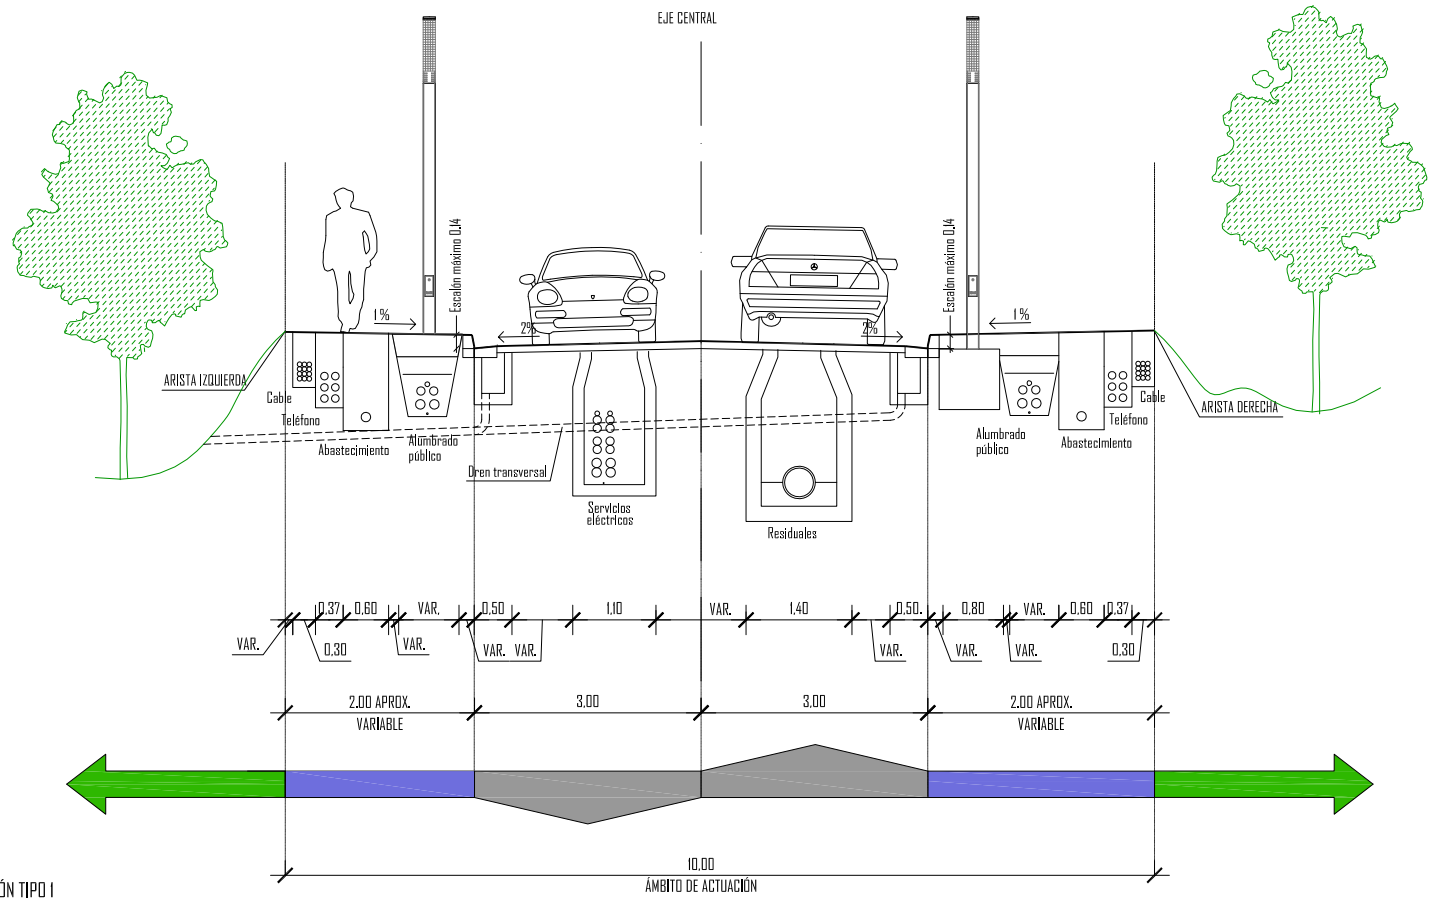 EJE CENTRAL
Escalón máximo 0,14
Escalón máximo 0,14
1%
2%
2%
1%
ARISTA IZQUIERDA
Cable
Teléfono
Abastecimiento
Alumbrado
público
Dren transversal
Servicios
eléctricos
Residuales
Alumbrado
público
Abastecimiento
Teléfono
Cable
ARISTA DERECHA
0,37
0,60
VAR.
0,50
1,10
VAR.
1,40
0,50
0,80
VAR.
0,60
0,37
VAR.
0,30
VAR.
VAR.
VAR.
VAR.
VAR.
VAR.
0,30
2.00 APROX.
VARIABLE
3,00
3,00
2.00 APROX.
VARIABLE
10,00
ÁMBITO DE ACTUACIÓN
ÓN TIPO 1